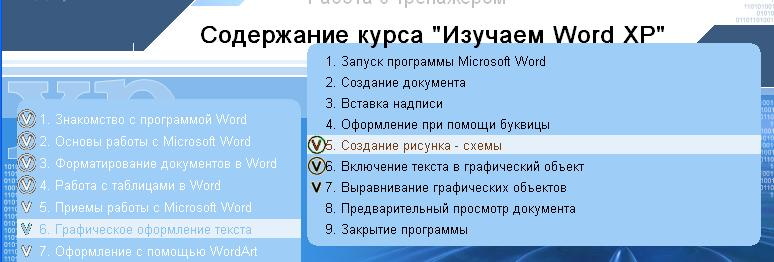 Работа с тренажером
Содержание курса "Изучаем Word XP"
1. Запуск программы Microsoft Word
2. Создание документа
3. Вставка надписи
4. Оформление при помощи буквицы
5. Создание рисунка - схемы
6. Включение текста в графический объект
7. Выравнивание графических объектов
8. Предварительный просмотр документа
9. Закрытие программы
xp
1. Знакомство с программой Word
2. Основы работы с Microsoft Word
3. Форматирование документов в Word
4. Работа с таблицами в Word
5. Приемы работы с Microsoft Word
6. Графическое оформление текста
7. Оформление с помощью WordArt